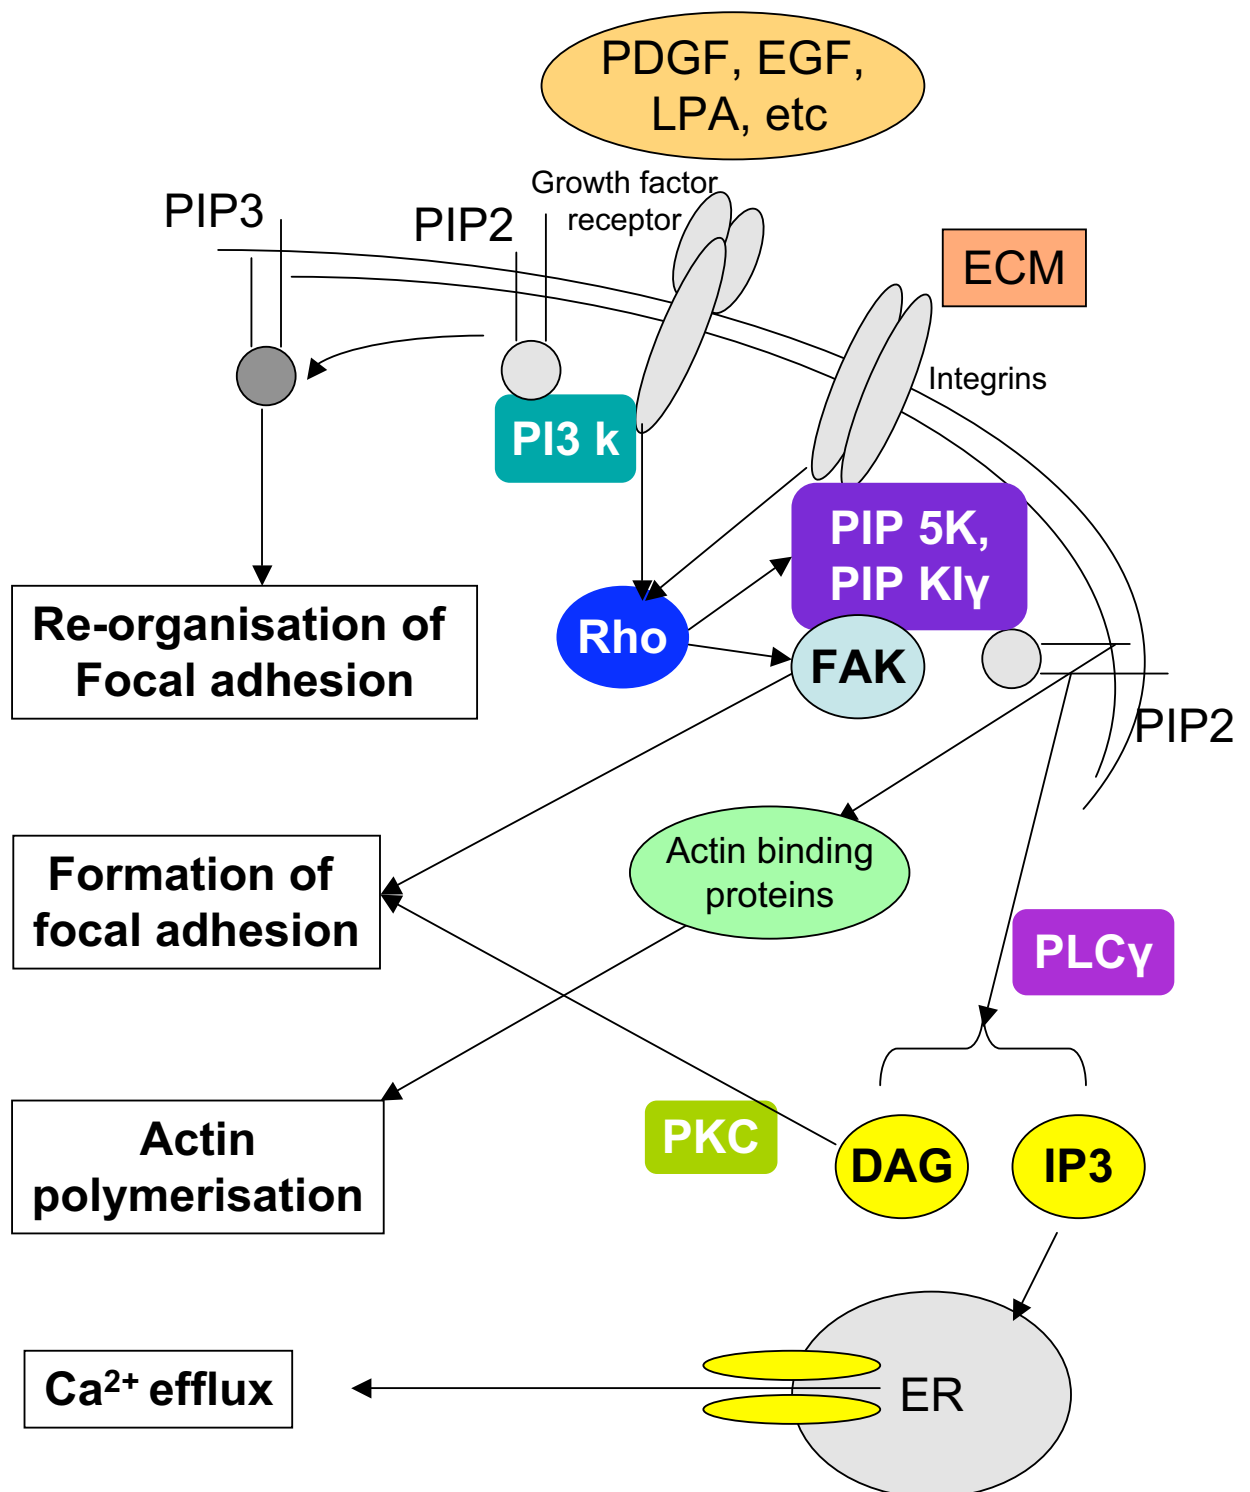 PDGF, EGF,
LPA, etc
Growth factor
receptor
PIP3
PIP2
ECM
Integrins
PI3 k
PIP 5K,
PIP KIγ
Rho
FAK
Re-organisation of
Focal adhesion
PIP2
Actin binding
proteins
Formation of
focal adhesion
PLCγ
PKC
DAG
IP3
Actin
polymerisation
Ca²⁺ efflux
ER